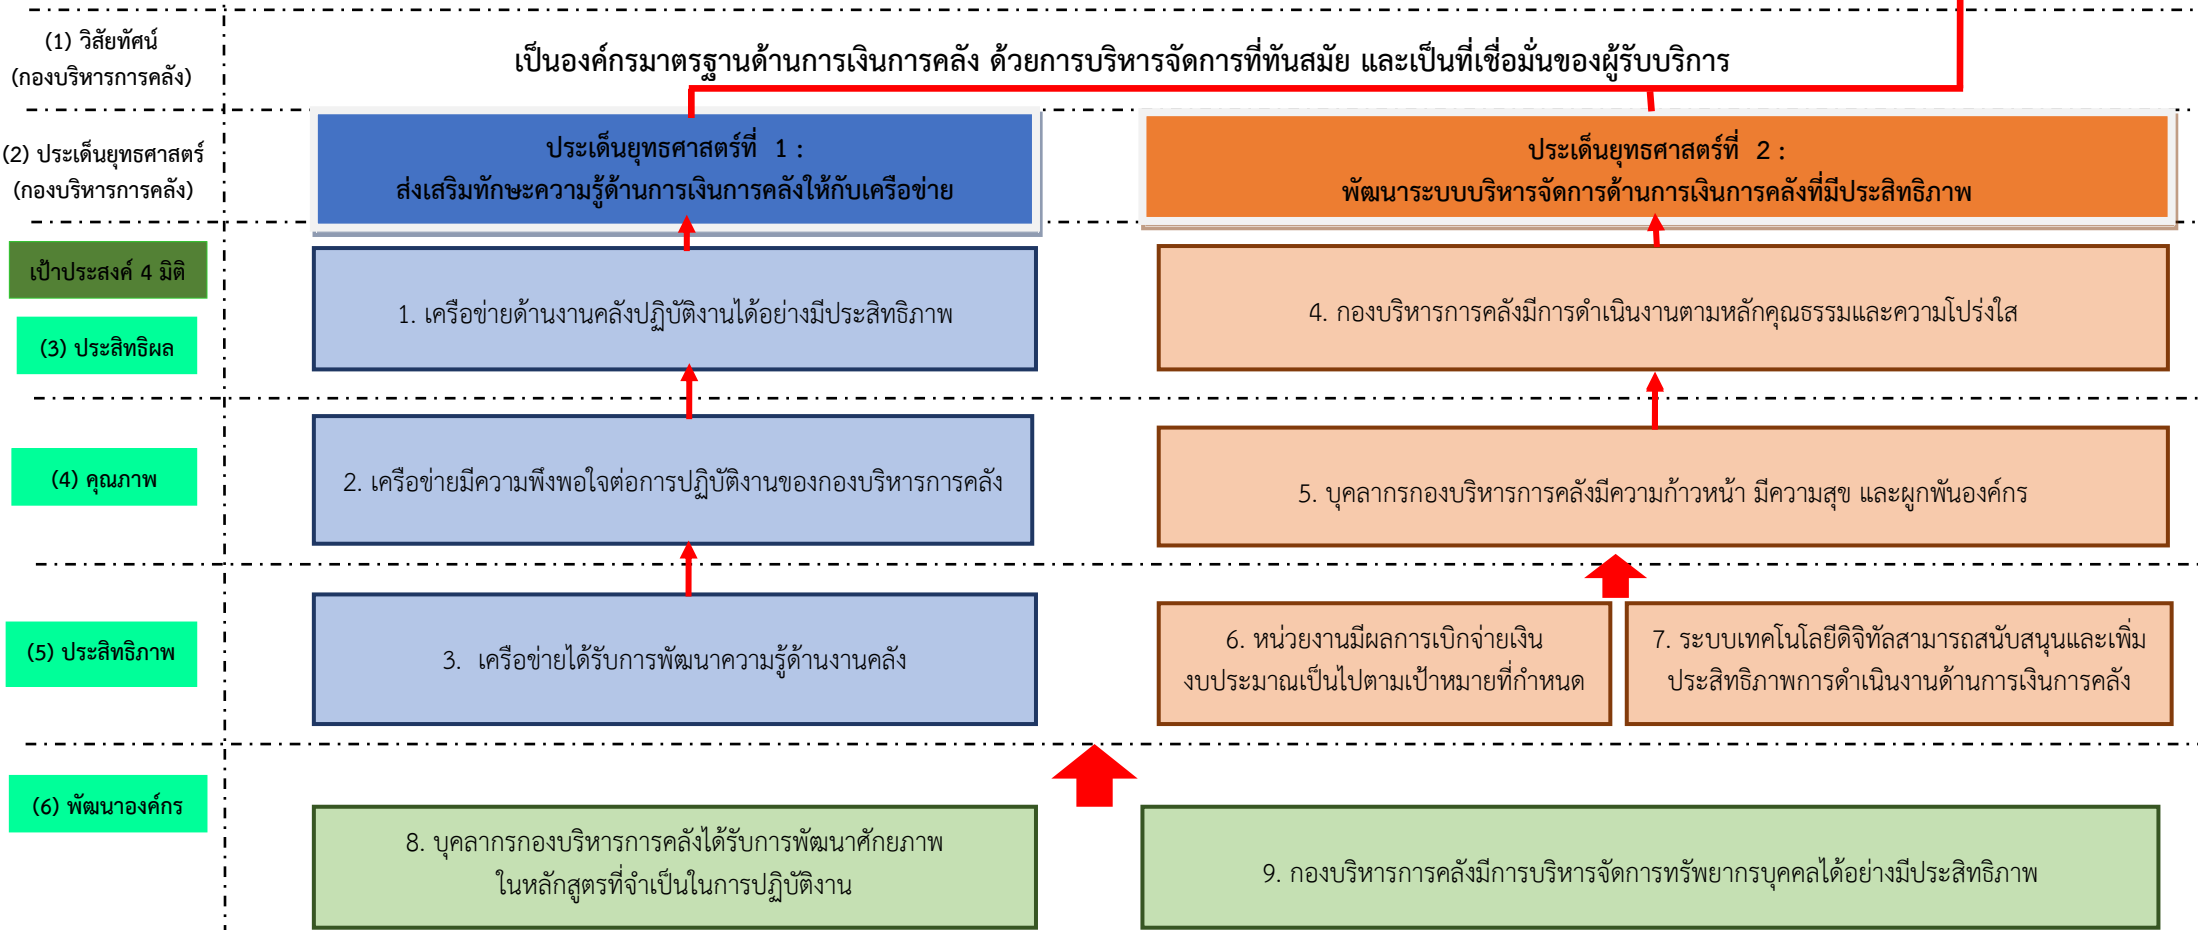 (1) วิสัยทัศน์
(กองบริหารการคลัง)
เป็นองค์กรมาตรฐานด้านการเงินการคลัง ด้วยการบริหารจัดการที่ทันสมัย และเป็นที่เชื่อมั่นของผู้รับบริการ
(2) ประเด็นยุทธศาสตร์
(กองบริหารการคลัง)
ประเด็นยุทธศาสตร์ที่ 1 :
ส่งเสริมทักษะความรู้ด้านการเงินการคลังให้กับเครือข่าย
ประเด็นยุทธศาสตร์ที่ 2 :
พัฒนาระบบบริหารจัดการด้านการเงินการคลังที่มีประสิทธิภาพ
เป้าประสงค์ 4 มิติ
(3) ประสิทธิผล
1. เครือข่ายด้านงานคลังปฏิบัติงานได้อย่างมีประสิทธิภาพ
4. กองบริหารการคลังมีการดำเนินงานตามหลักคุณธรรมและความโปร่งใส
(4) คุณภาพ
2. เครือข่ายมีความพึงพอใจต่อการปฏิบัติงานของกองบริหารการคลัง
5. บุคลากรกองบริหารการคลังมีความก้าวหน้า มีความสุข และผูกพันองค์กร
(5) ประสิทธิภาพ
3. เครือข่ายได้รับการพัฒนาความรู้ด้านงานคลัง
6. หน่วยงานมีผลการเบิกจ่ายเงิน
งบประมาณเป็นไปตามเป้าหมายที่กำหนด
7. ระบบเทคโนโลยีดิจิทัลสามารถสนับสนุนและเพิ่ม
ประสิทธิภาพการดำเนินงานด้านการเงินการคลัง
(6) พัฒนาองค์กร
8. บุคลากรกองบริหารการคลังได้รับการพัฒนาศักยภาพ
ในหลักสูตรที่จำเป็นในการปฏิบัติงาน
9. กองบริหารการคลังมีการบริหารจัดการทรัพยากรบุคคลได้อย่างมีประสิทธิภาพ